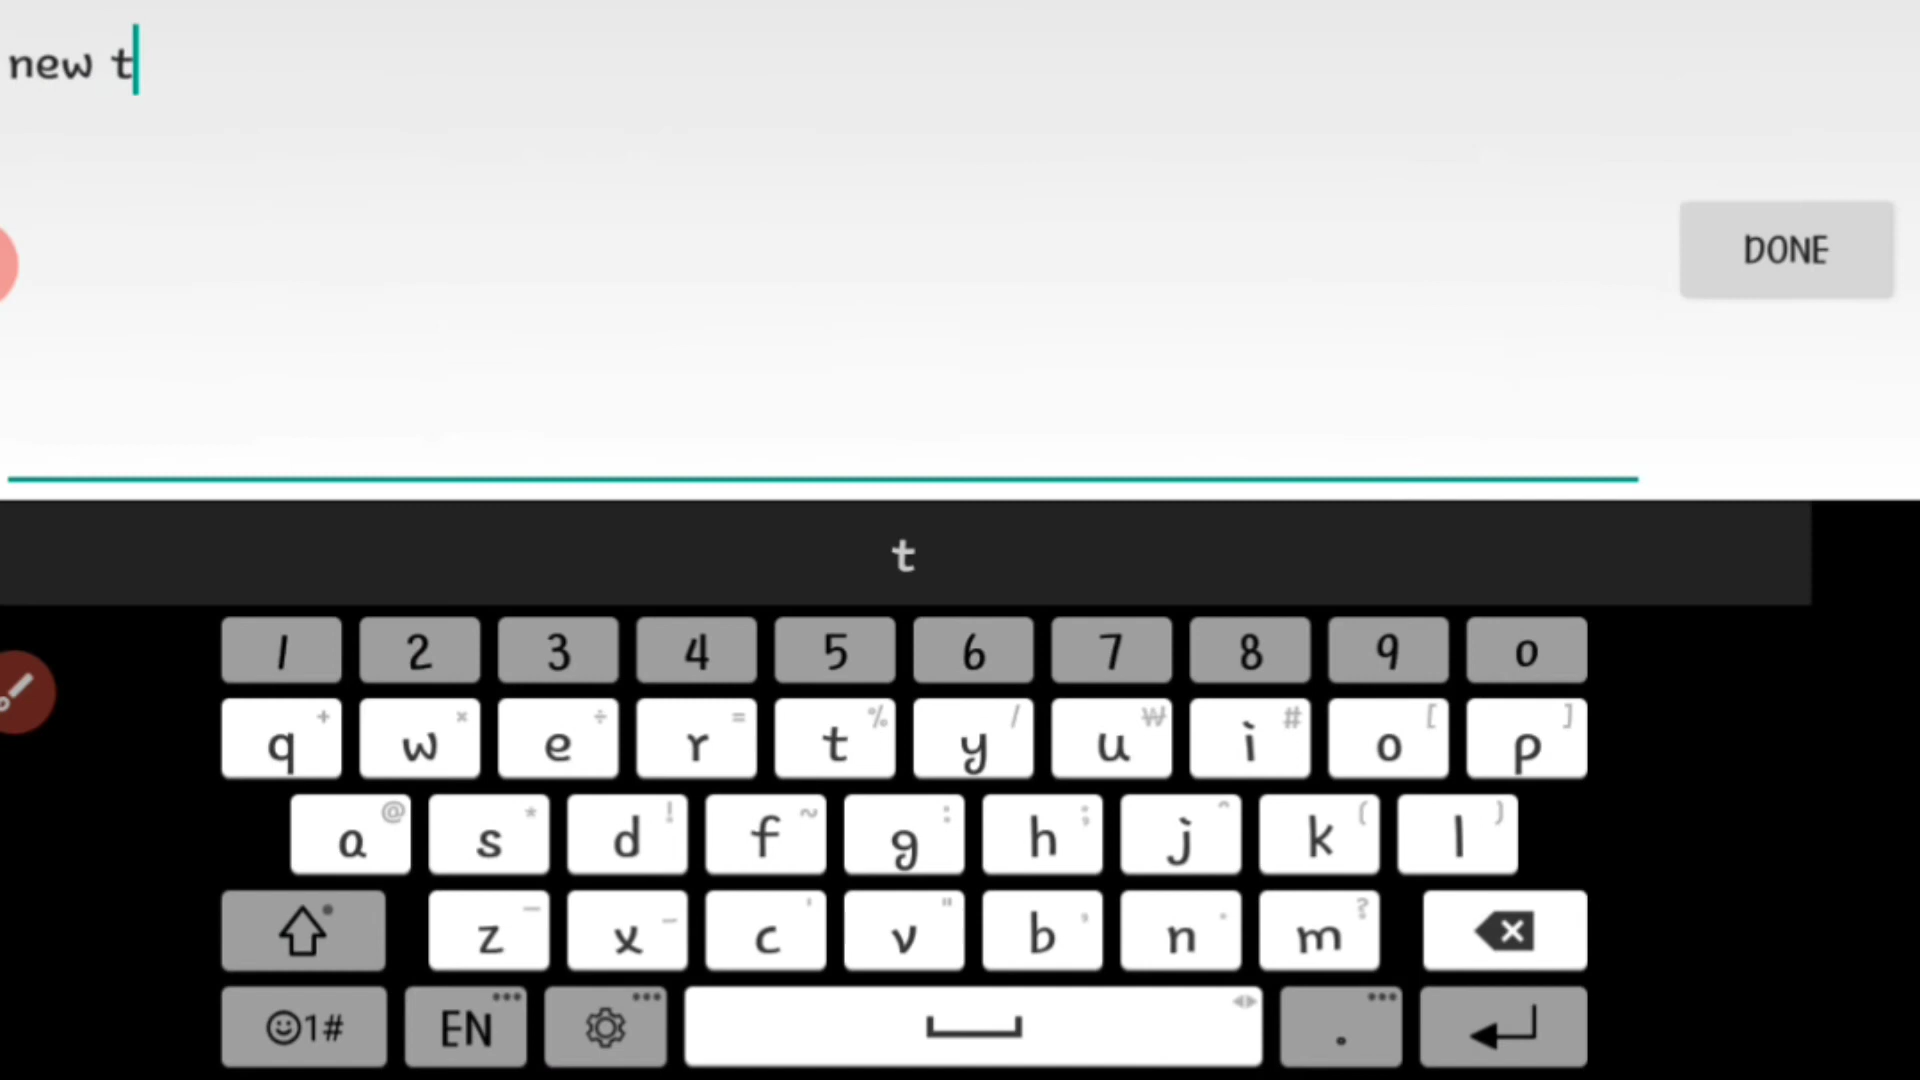 new t
DONE
t
1 2 3 4 5 6 7 8 9 0
q + w × e ÷ r = t % y / u ₩ i # o [ p ]
a @ s * d ! f ~ g : h ; j ^ k ( l )
z – x _ c ' v " b , n . m ?
1# EN .